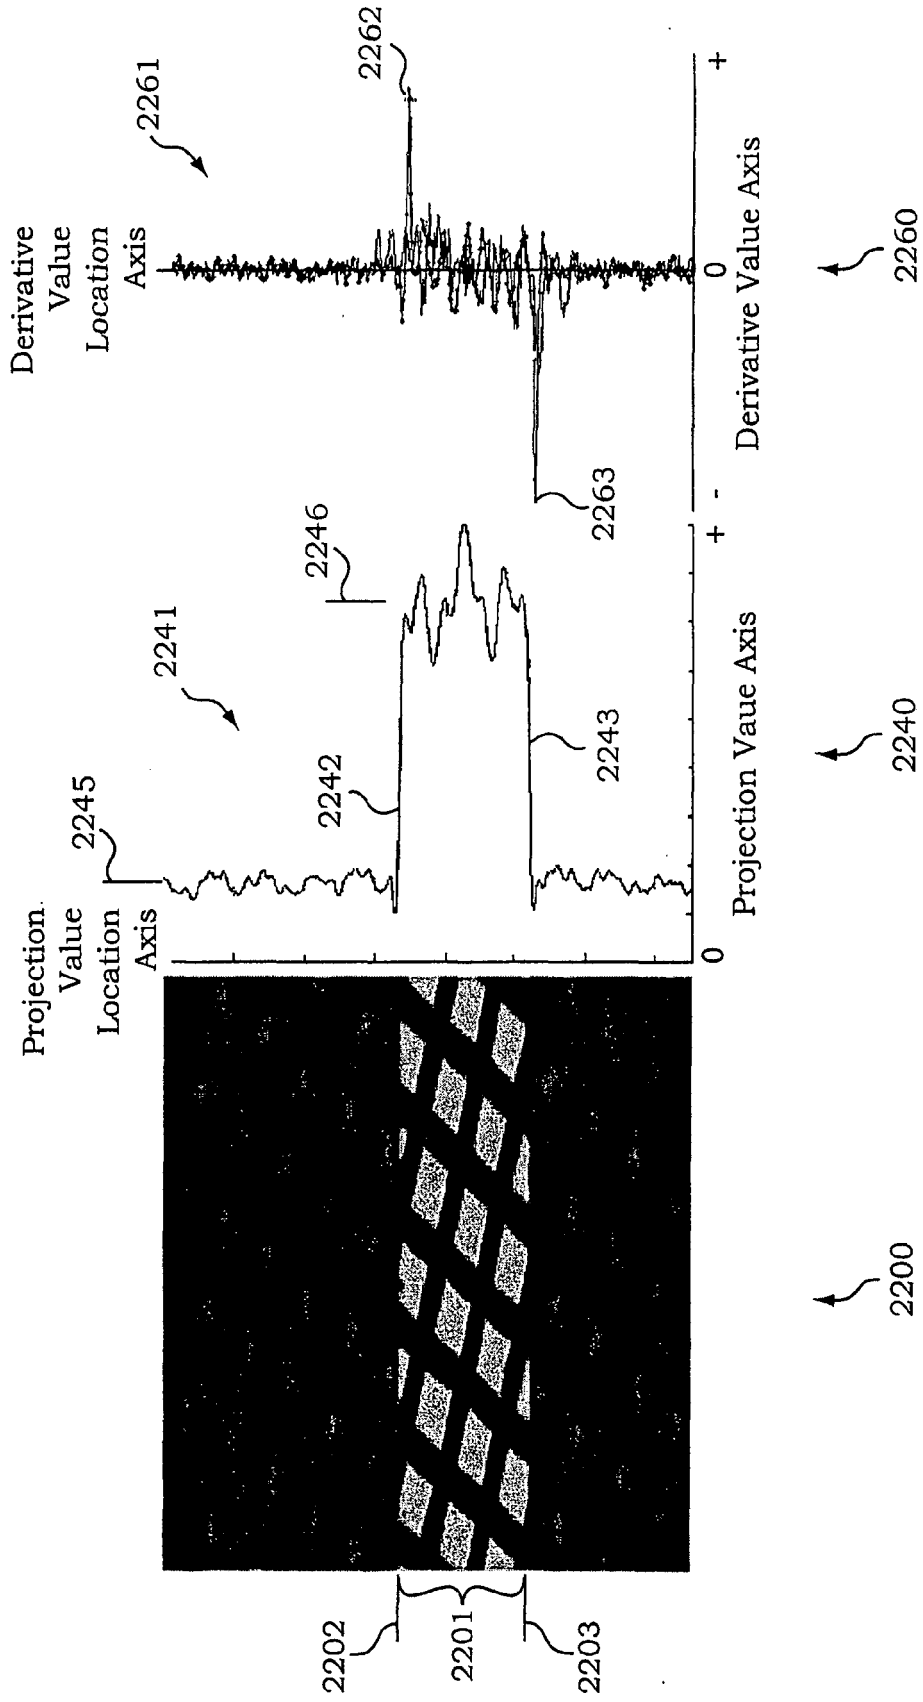 2202
2201
2203
2200
Projection
Value
Location
Axis
2245
2241
2242
2246
2243
0
+
Projection Vaue Axis
2240
Derivative
Value
Location
Axis
2261
2262
2263
-
0
+
Derivative Value Axis
2260